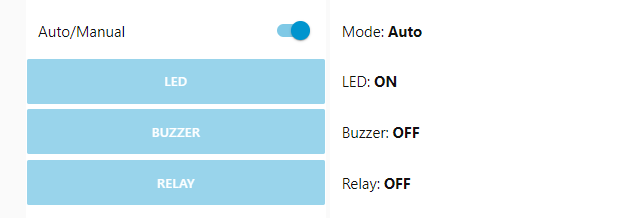 Auto/Manual Mode: Auto
LED LED: ON
BUZZER Buzzer: OFF
RELAY Relay: OFF